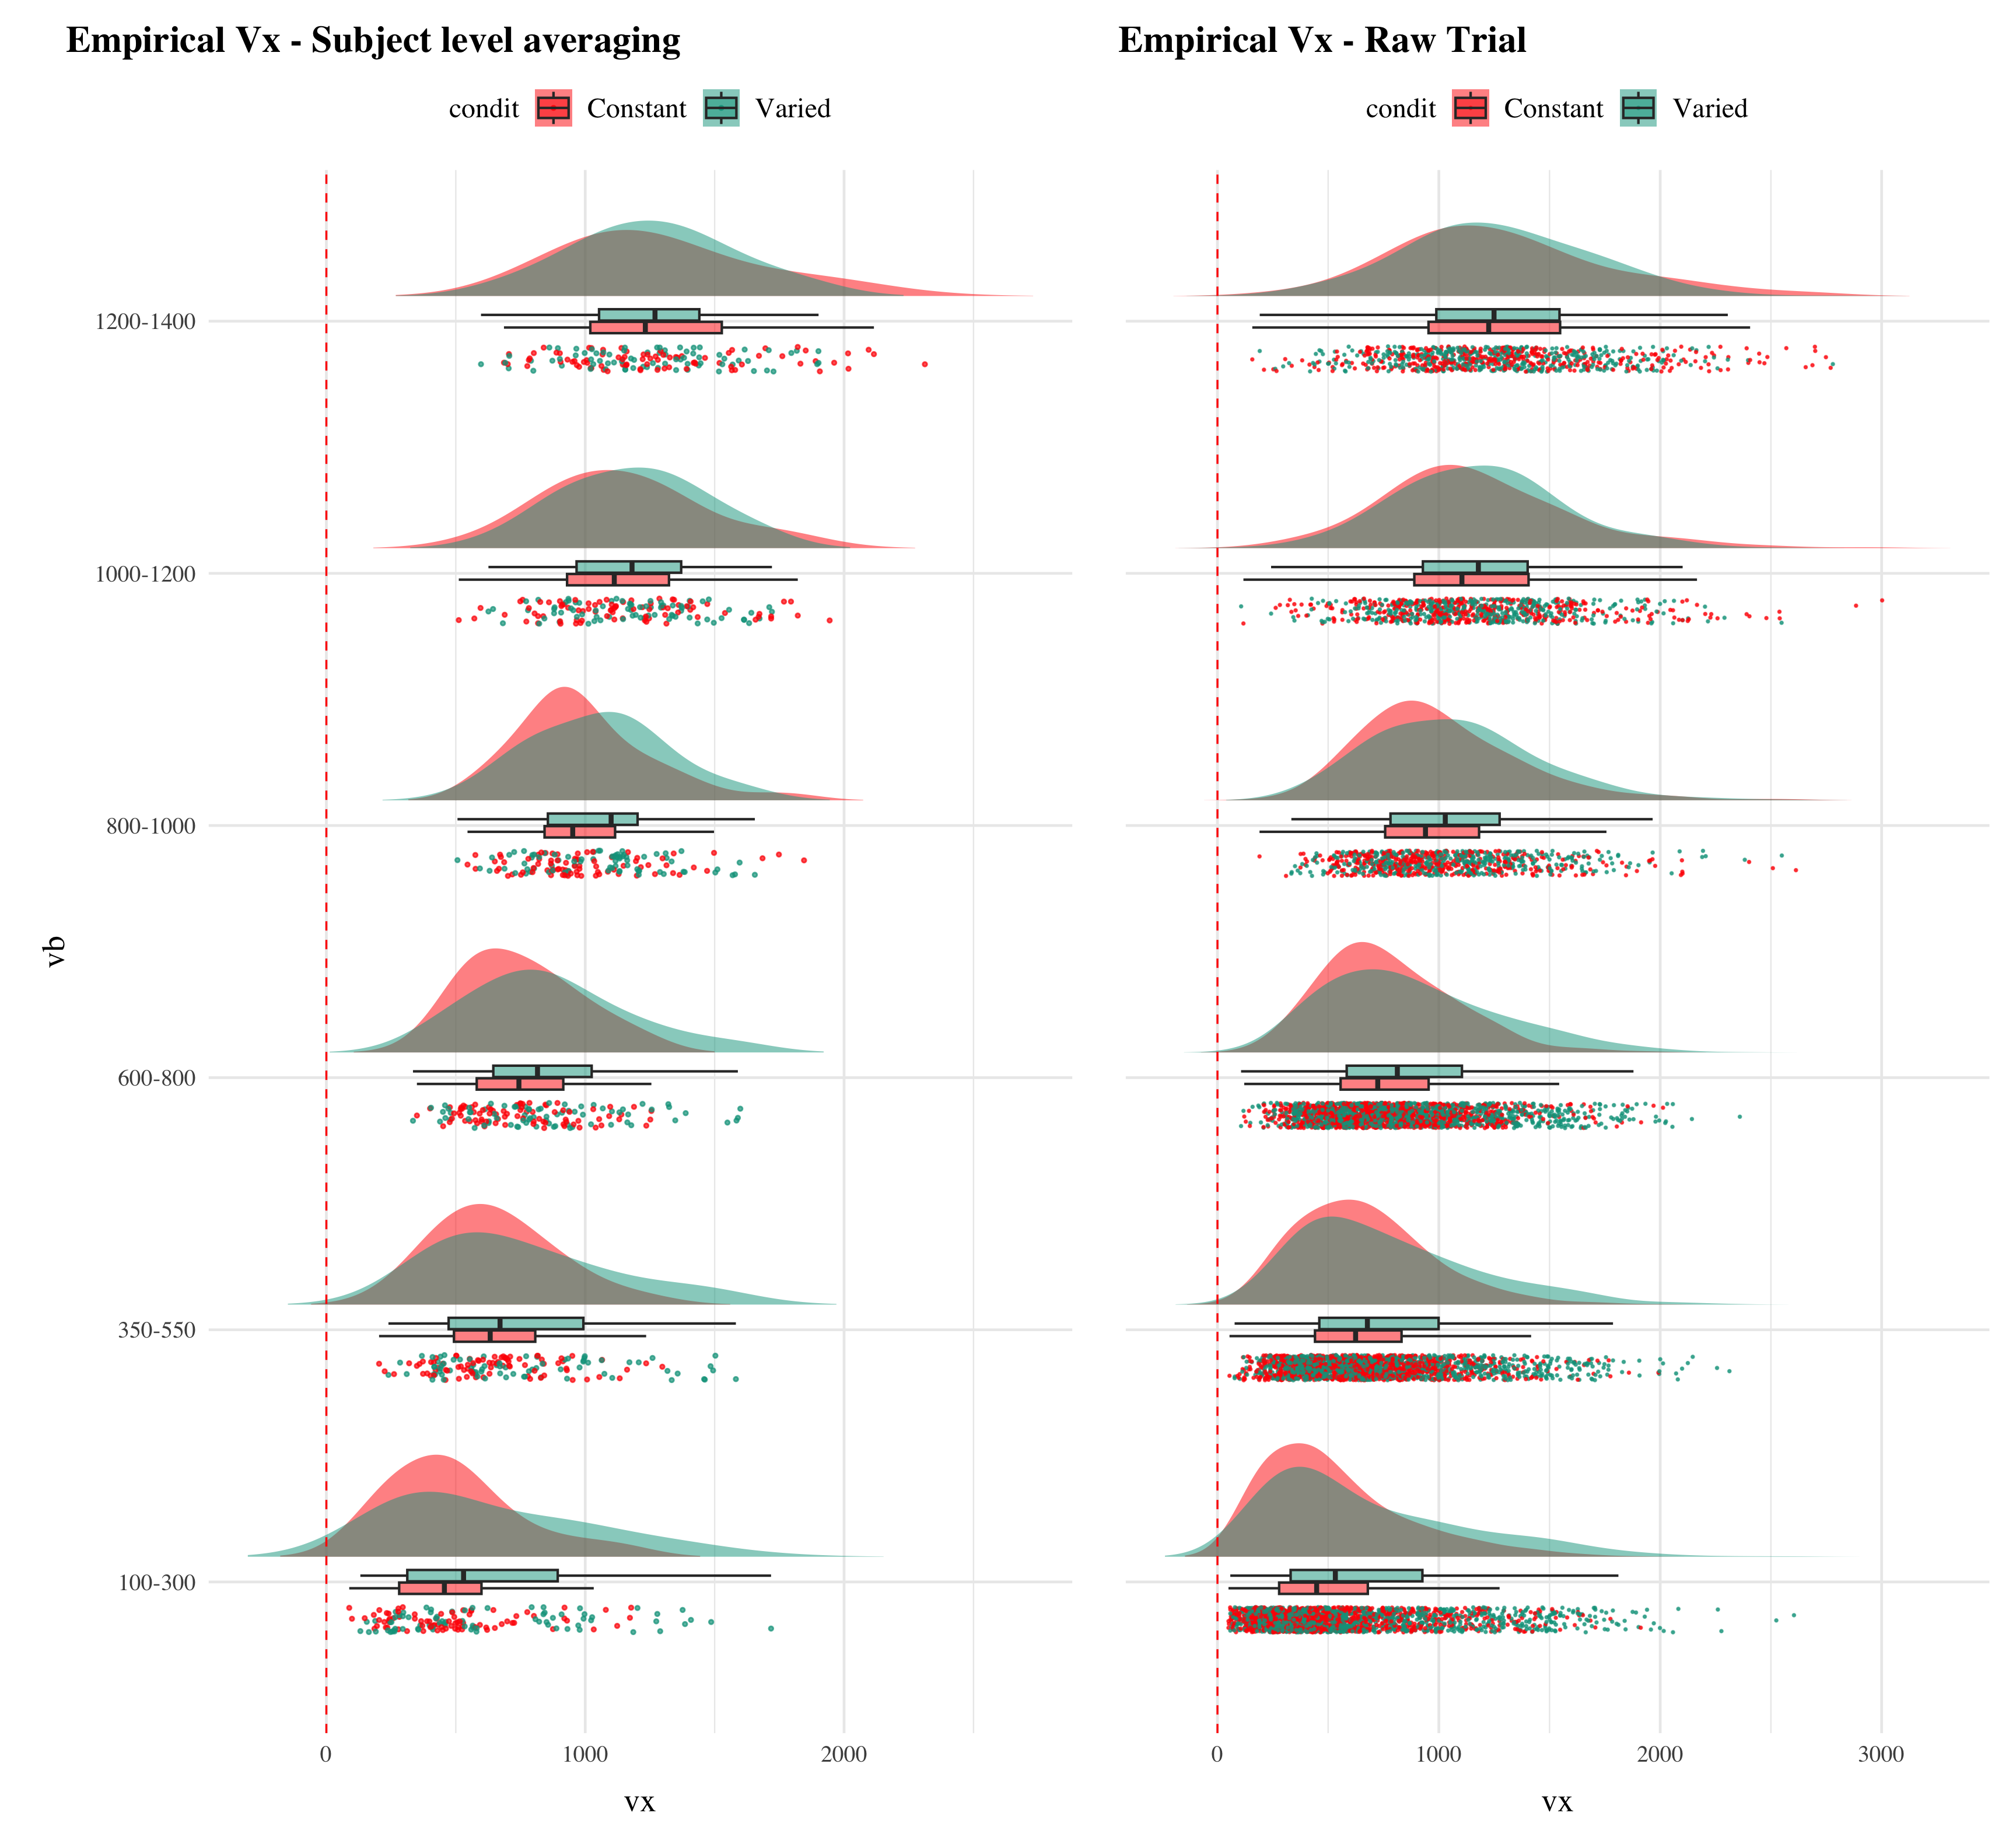 Empirical Vx - Subject level averaging
condit Constant Varied
vb
1200-1400
1000-1200
800-1000
600-800
350-550
100-300
0 1000 2000
vx
Empirical Vx - Raw Trial
condit Constant Varied
0 1000 2000 3000
vx